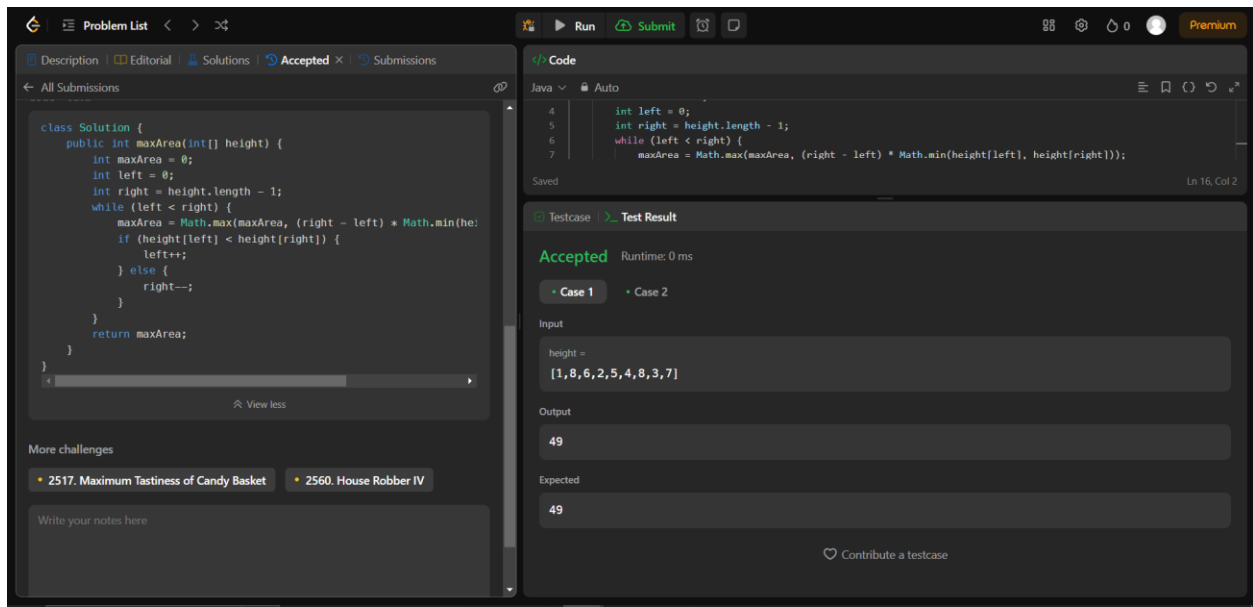 Problem List
Run
Submit
0
Premium
Description
Editorial
Solutions
Accepted
Submissions
All Submissions
class Solution {
public int maxArea(int[] height) {
int maxArea = 0;
int left = 0;
int right = height.length - 1;
while (left < right) {
maxArea = Math.max(maxArea, (right - left) * Math.min(hei
if (height[left] < height[right]) {
left++;
} else {
right--;
}
}
return maxArea;
}
}
View less
More challenges
2517. Maximum Tastiness of Candy Basket
2560. House Robber IV
Write your notes here
</> Code
Java
Auto
4 int left = 0;
5 int right = height.length - 1;
6 while (left < right) {
7 maxArea = Math.max(maxArea, (right - left) * Math.min(height[left], height[right]));
Saved
Ln 16, Col 2
Testcase
Test Result
Accepted
Runtime: 0 ms
Case 1
Case 2
Input
height =
[1,8,6,2,5,4,8,3,7]
Output
49
Expected
49
Contribute a testcase